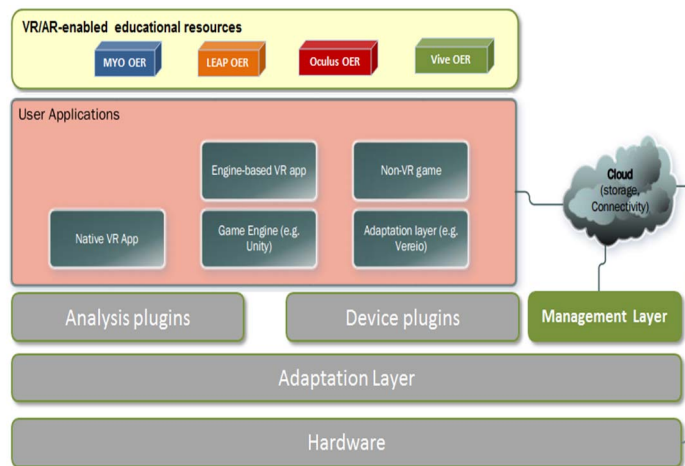 VR/AR-enabled educational resources
MYO OER
LEAP OER
Oculus OER
Vive OER
User Applications
Engine-based VR app
Non-VR game
Native VR App
Game Engine (e.g.
Unity)
Adaptation layer (e.g.
Vereio)
Cloud
(storage,
Connectivity)
Analysis plugins
Device plugins
Management Layer
Adaptation Layer
Hardware